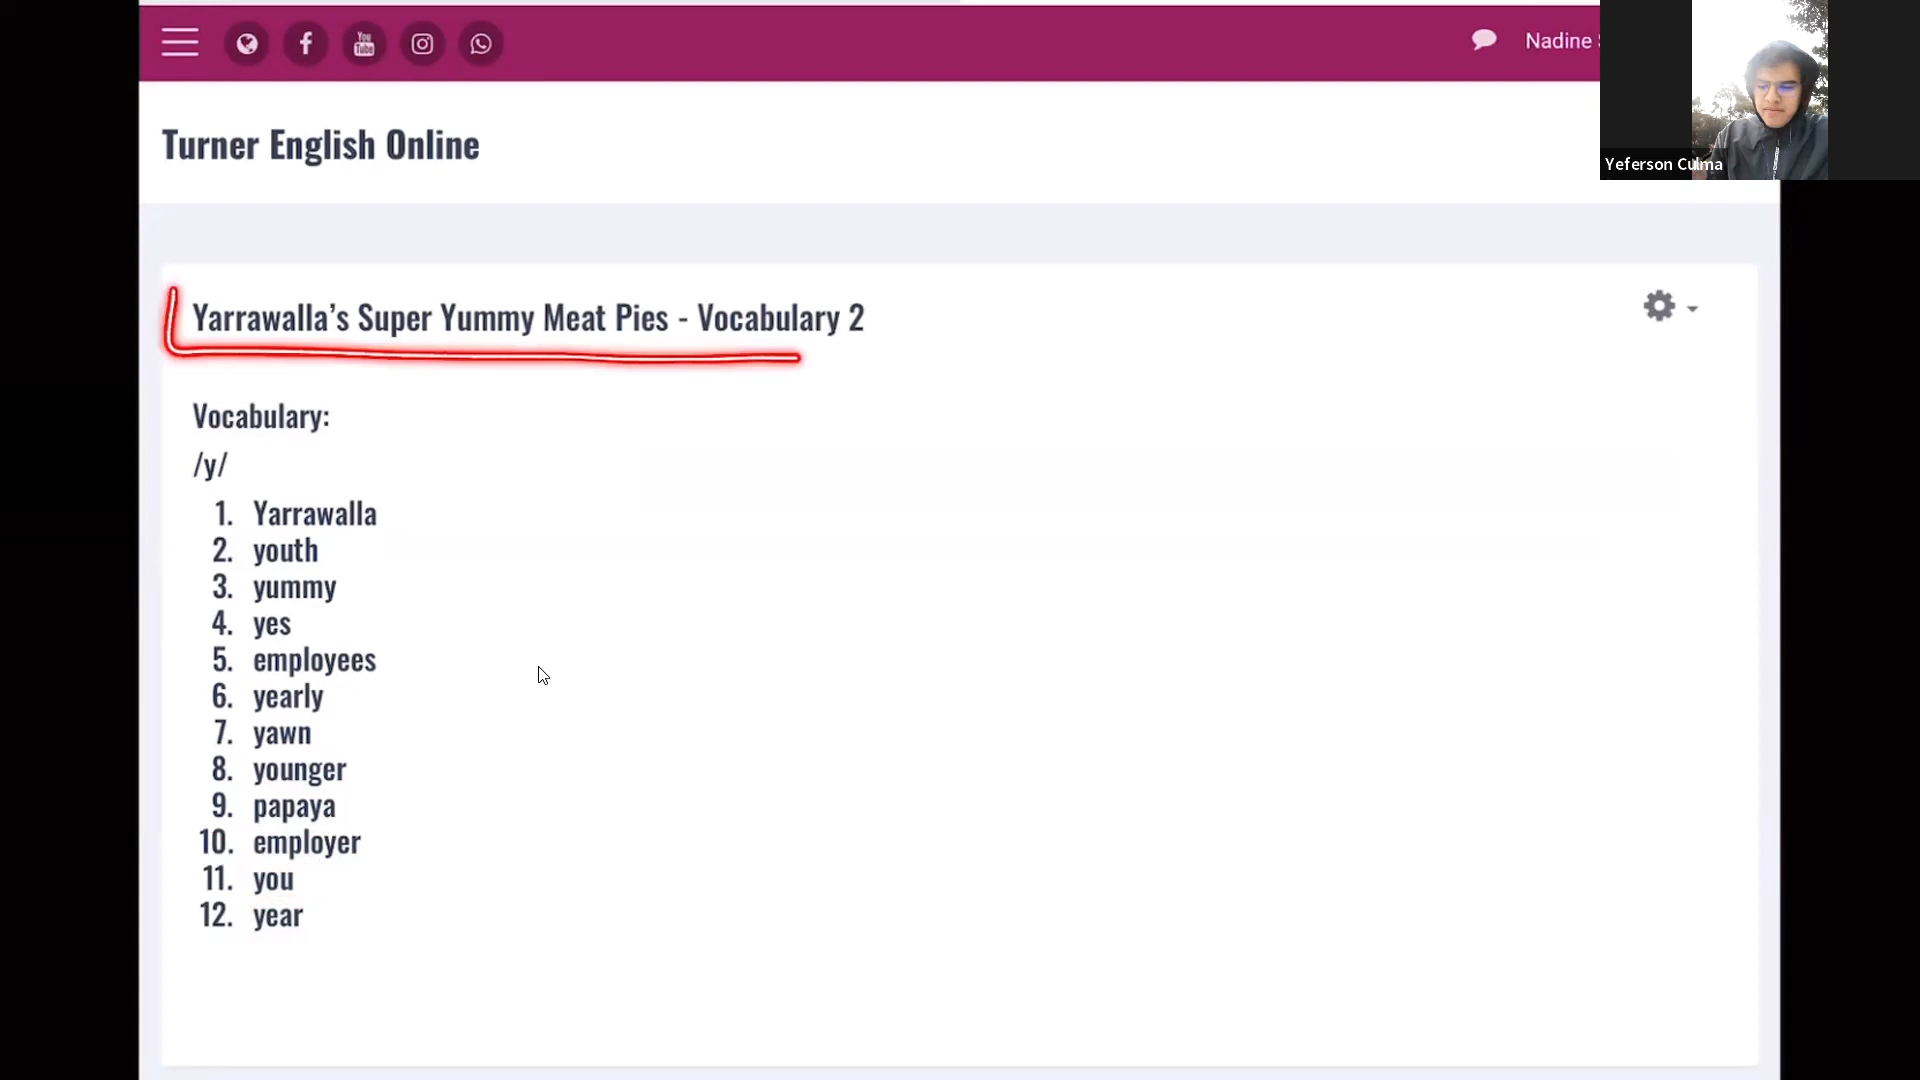 You
Tube
Nadine
Yeferson Culma
Turner English Online
Yarrawalla’s Super Yummy Meat Pies - Vocabulary 2
Vocabulary:
/y/
1. Yarrawalla
2. youth
3. yummy
4. yes
5. employees
6. yearly
7. yawn
8. younger
9. papaya
10. employer
11. you
12. year